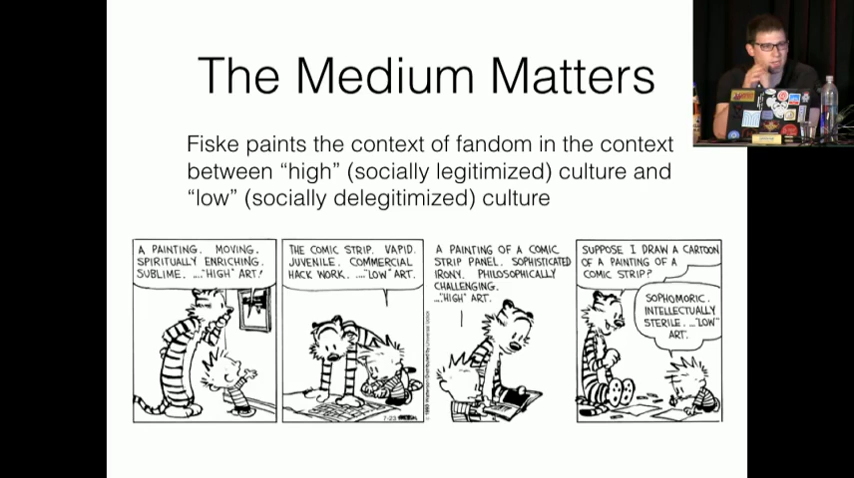 The Medium Matters
Fiske paints the context of fandom in the context
between “high” (socially legitimized) culture and
“low” (socially delegitimized) culture
A PAINTING. MOVING.
SPIRITUALLY ENRICHING.
SUBLIME. ...."HIGH" ART!
THE COMIC STRIP. VAPID.
JUVENILE. COMMERCIAL
HACK WORK. ...."LOW" ART.
A PAINTING OF A COMIC
STRIP PANEL. SOPHISTICATED
IRONY. PHILOSOPHICALLY
CHALLENGING.
..."HIGH" ART.
SUPPOSE I DRAW A CARTOON
OF A PAINTING OF A
COMIC STRIP?
SOPHOMORIC.
INTELLECTUALLY
STERILE. ..."LOW"
ART.